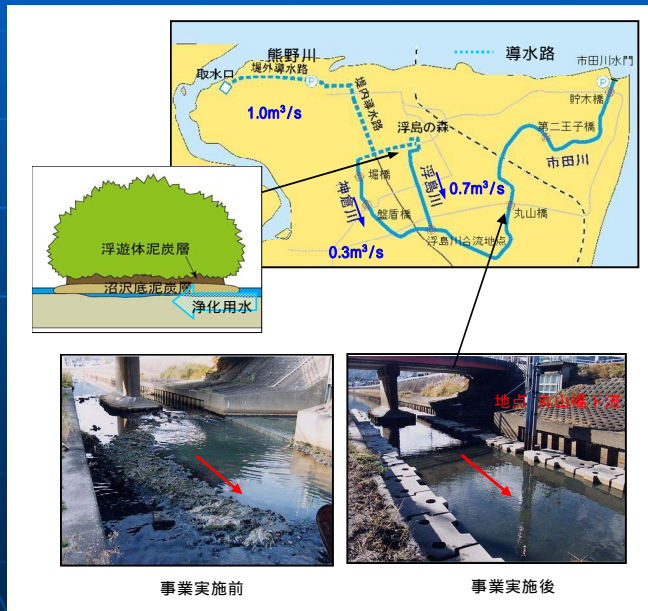 熊野川
導水路
市田川水門
取水口
堤外導水路
P
P
貯木橋
堤内導水路
1.0m³/s
浮島の森
第二王子橋
市田川
堀橋
浮島川
0.7m³/s
神倉川
盤盾橋
丸山橋
浮島川合流地点
0.3m³/s
浮遊体泥炭層
沼沢底泥炭層
浄化用水
地点 丸山橋下流
事業実施前
事業実施後